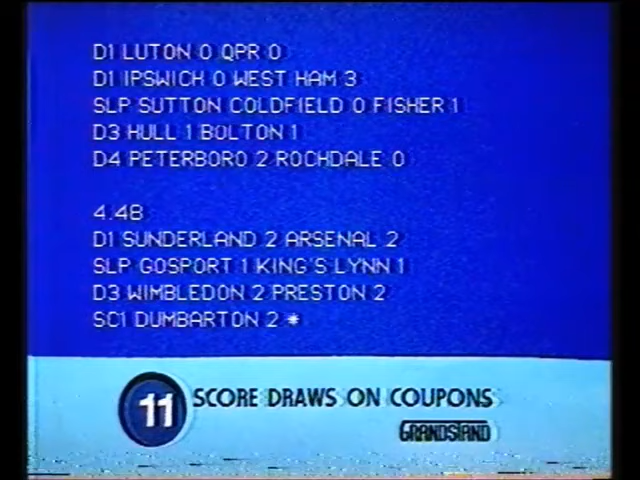 D1 LUTON 0 QPR 0
D1 IPSWICH 0 WEST HAM 3
SLP SUTTON COLDFIELD 0 FISHER 1
D3 HULL 1 BOLTON 1
D4 PETERBORO 2 ROCHDALE 0
4.48
D1 SUNDERLAND 2 ARSENAL 2
SLP GOSPORT 1 KING'S LYNN 1
D3 WIMBLEDON 2 PRESTON 2
SC1 DUMBARTON 2 *
11 SCORE DRAWS ON COUPONS
GRANDSTAND